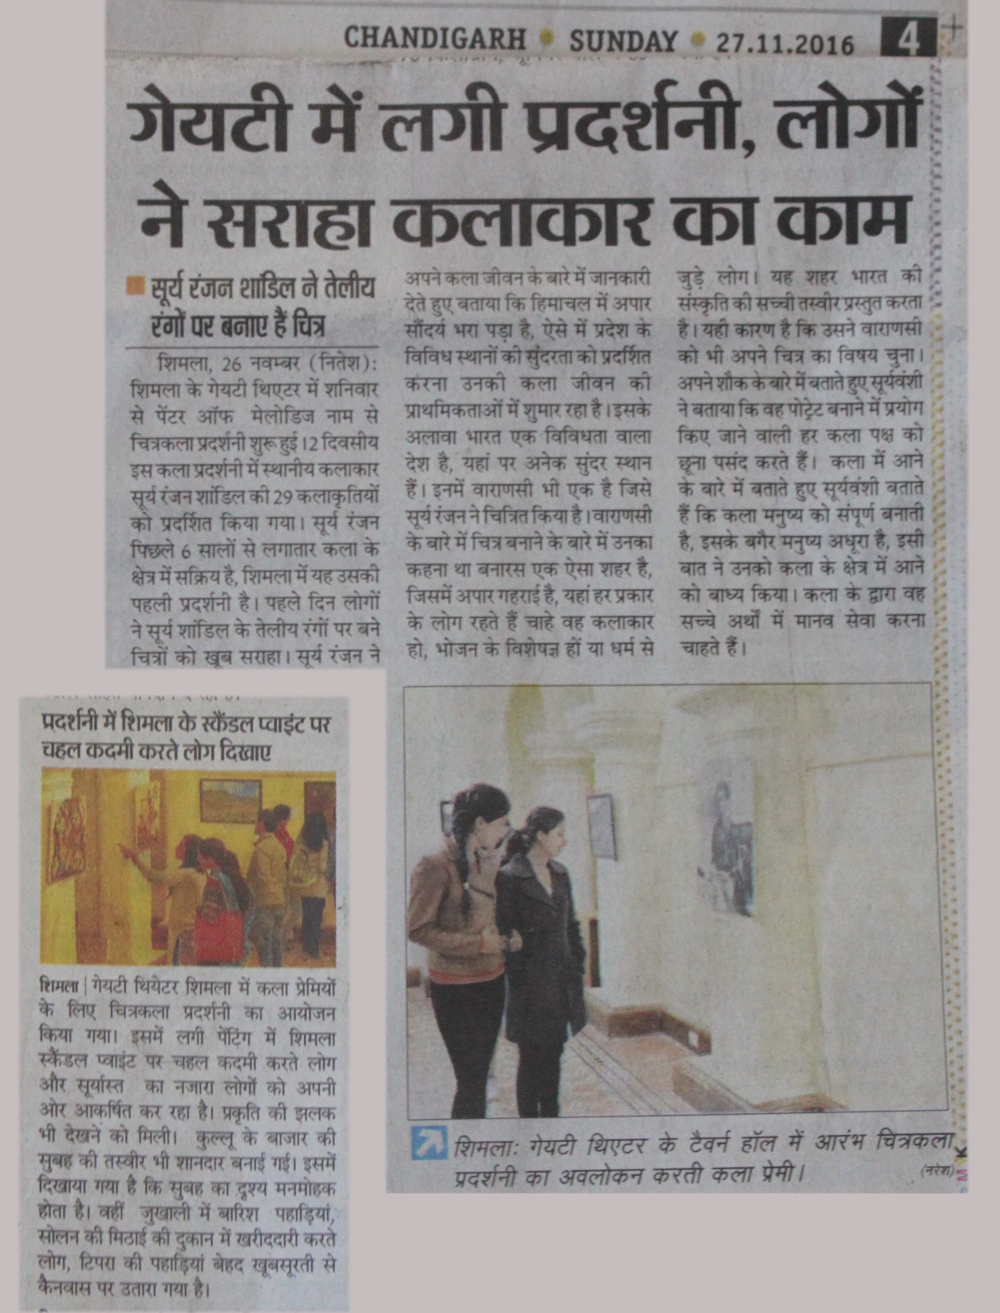 CHANDIGARH • SUNDAY • 27.11.2016 4
गेयटी में लगी प्रदर्शनी, लोगों
ने सराहा कलाकार का काम
सूर्य रंजन शांडिल ने तेलीय
रंगों पर बनाए हैं चित्र
शिमला, 26 नवम्बर (नितेश):
शिमला के गेयटी थिएटर में शनिवार
से पेंटर ऑफ मेलोडिज नाम से
चित्रकला प्रदर्शनी शुरू हुई।2 दिवसीय
इस कला प्रदर्शनी में स्थानीय कलाकार
सूर्य रंजन शांडिल की 29 कलाकृतियों
को प्रदर्शित किया गया। सूर्य रंजन
पिछले 6 सालों से लगातार कला के
क्षेत्र में सक्रिय है, शिमला में यह उसकी
पहली प्रदर्शनी है। पहले दिन लोगों
ने सूर्य शांडिल के तेलीय रंगों पर बने
चित्रों को खूब सराहा। सूर्य रंजन ने
अपने कला जीवन के बारे में जानकारी
देते हुए बताया कि हिमाचल में अपार
सौंदर्य भरा पड़ा है, ऐसे में प्रदेश के
विविध स्थानों की सुंदरता को प्रदर्शित
करना उनकी कला जीवन की
प्राथमिकताओं में शुमार रहा है। इसके
अलावा भारत एक विविधता वाला
देश है, यहां पर अनेक सुंदर स्थान
हैं। इनमें वाराणसी भी एक है जिसे
सूर्य रंजन ने चित्रित किया है। वाराणसी
के बारे में चित्र बनाने के बारे में उनका
कहना था बनारस एक ऐसा शहर है,
जिसमें अपार गहराई है, यहां हर प्रकार
के लोग रहते हैं चाहे वह कलाकार
हो, भोजन के विशेषज्ञ हों या धर्म से
जुड़े लोग। यह शहर भारत की
संस्कृति की सच्ची तस्वीर प्रस्तुत करता
है। यही कारण है कि उसने वाराणसी
को भी अपने चित्र का विषय चुना।
अपने शौक के बारे में बताते हुए सूर्यवंशी
ने बताया कि वह पोट्रेट बनाने में प्रयोग
किए जाने वाली हर कला पक्ष को
छूना पसंद करते हैं। कला में आने
के बारे में बताते हुए सूर्यवंशी बताते
हैं कि कला मनुष्य को संपूर्ण बनाती
है, इसके बगैर मनुष्य अधूरा है, इसी
बात ने उनको कला के क्षेत्र में आने
को बाध्य किया। कला के द्वारा वह
सच्चे अर्थों में मानव सेवा करना
चाहते हैं।
शिमला: गेयटी थिएटर के टैवर्न हॉल में आरंभ चित्रकला
प्रदर्शनी का अवलोकन करती कला प्रेमी। (नरेश)
प्रदर्शनी में शिमला के स्कैंडल प्वाइंट पर
चहल कदमी करते लोग दिखाए
शिमला | गेयटी थियेटर शिमला में कला प्रेमियों
के लिए चित्रकला प्रदर्शनी का आयोजन
किया गया। इसमें लगी पेंटिंग में शिमला
स्कैंडल प्वाइंट पर चहल कदमी करते लोग
और सूर्यास्त का नजारा लोगों को अपनी
ओर आकर्षित कर रहा है। प्रकृति की झलक
भी देखने को मिली। कुल्लू के बाजार की
सुबह की तस्वीर भी शानदार बनाई गई। इसमें
दिखाया गया है कि सुबह का दृश्य मनमोहक
होता है। वहीं जुखाली में बारिश पहाड़ियां,
सोलन की मिठाई की दुकान में खरीददारी करते
लोग, टिपरा की पहाड़ियां बेहद खूबसूरती से
कैनवास पर उतारा गया है।